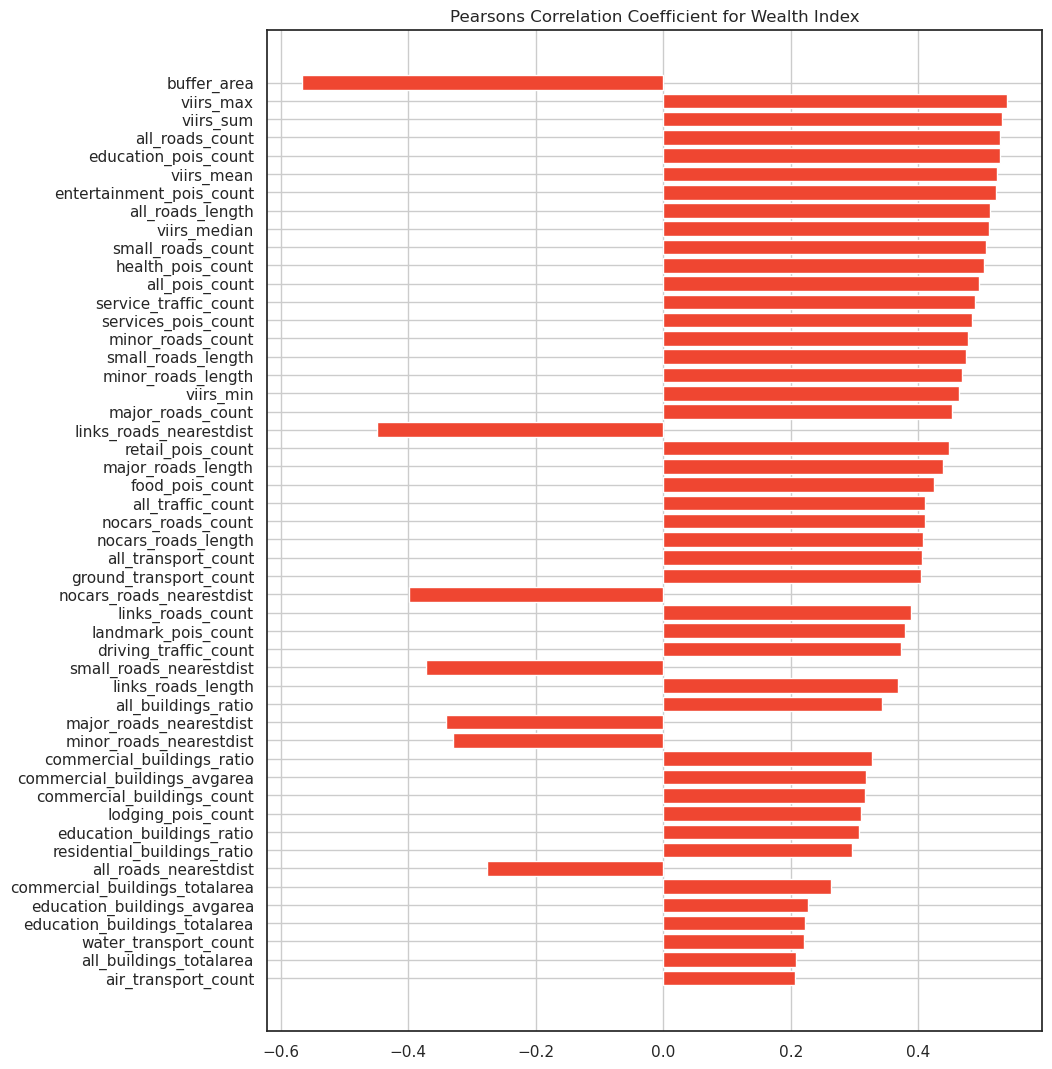 Pearsons Correlation Coefficient for Wealth Index
buffer_area
viirs_max
viirs_sum
all_roads_count
education_pois_count
viirs_mean
entertainment_pois_count
all_roads_length
viirs_median
small_roads_count
health_pois_count
all_pois_count
service_traffic_count
services_pois_count
minor_roads_count
small_roads_length
minor_roads_length
viirs_min
major_roads_count
links_roads_nearestdist
retail_pois_count
major_roads_length
food_pois_count
all_traffic_count
nocars_roads_count
nocars_roads_length
all_transport_count
ground_transport_count
nocars_roads_nearestdist
links_roads_count
landmark_pois_count
driving_traffic_count
small_roads_nearestdist
links_roads_length
all_buildings_ratio
major_roads_nearestdist
minor_roads_nearestdist
commercial_buildings_ratio
commercial_buildings_avgarea
commercial_buildings_count
lodging_pois_count
education_buildings_ratio
residential_buildings_ratio
all_roads_nearestdist
commercial_buildings_totalarea
education_buildings_avgarea
education_buildings_totalarea
water_transport_count
all_buildings_totalarea
air_transport_count
−0.6 −0.4 −0.2 0.0 0.2 0.4